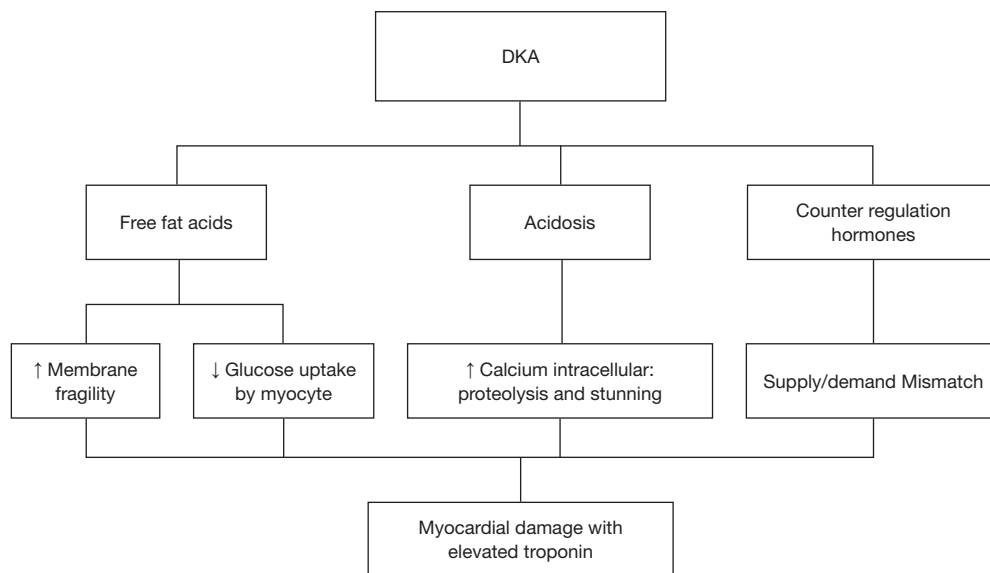 DKA
Free fat acids
Acidosis
Counter regulation
hormones
↑ Membrane
fragility
↓ Glucose uptake
by myocyte
↑ Calcium intracellular:
proteolysis and stunning
Supply/demand Mismatch
Myocardial damage with
elevated troponin